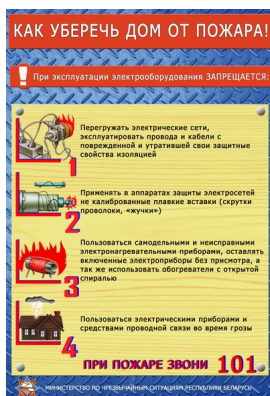 КАК УБЕРЕЧЬ ДОМ ОТ ПОЖАРА!
! При эксплуатации электрооборудования ЗАПРЕЩАЕТСЯ:
1
Перегружать электрические сети,
эксплуатировать провода и кабели с
поврежденной и утратившей свои защитные
свойства изоляцией
2
Применять в аппаратах защиты электросетей
не калиброванные плавкие вставки (скрутки
проволоки, «жучки»)
3
Пользоваться самодельными и неисправными
электронагревательными приборами, оставлять
включенные электроприборы без присмотра, а
так же использовать обогреватели с открытой
спиралью
4
Пользоваться электрическими приборами и
средствами проводной связи во время грозы
ПРИ ПОЖАРЕ ЗВОНИ 101
МИНИСТЕРСТВО ПО ЧРЕЗВЫЧАЙНЫМ СИТУАЦИЯМ РЕСПУБЛИКИ БЕЛАРУСЬ